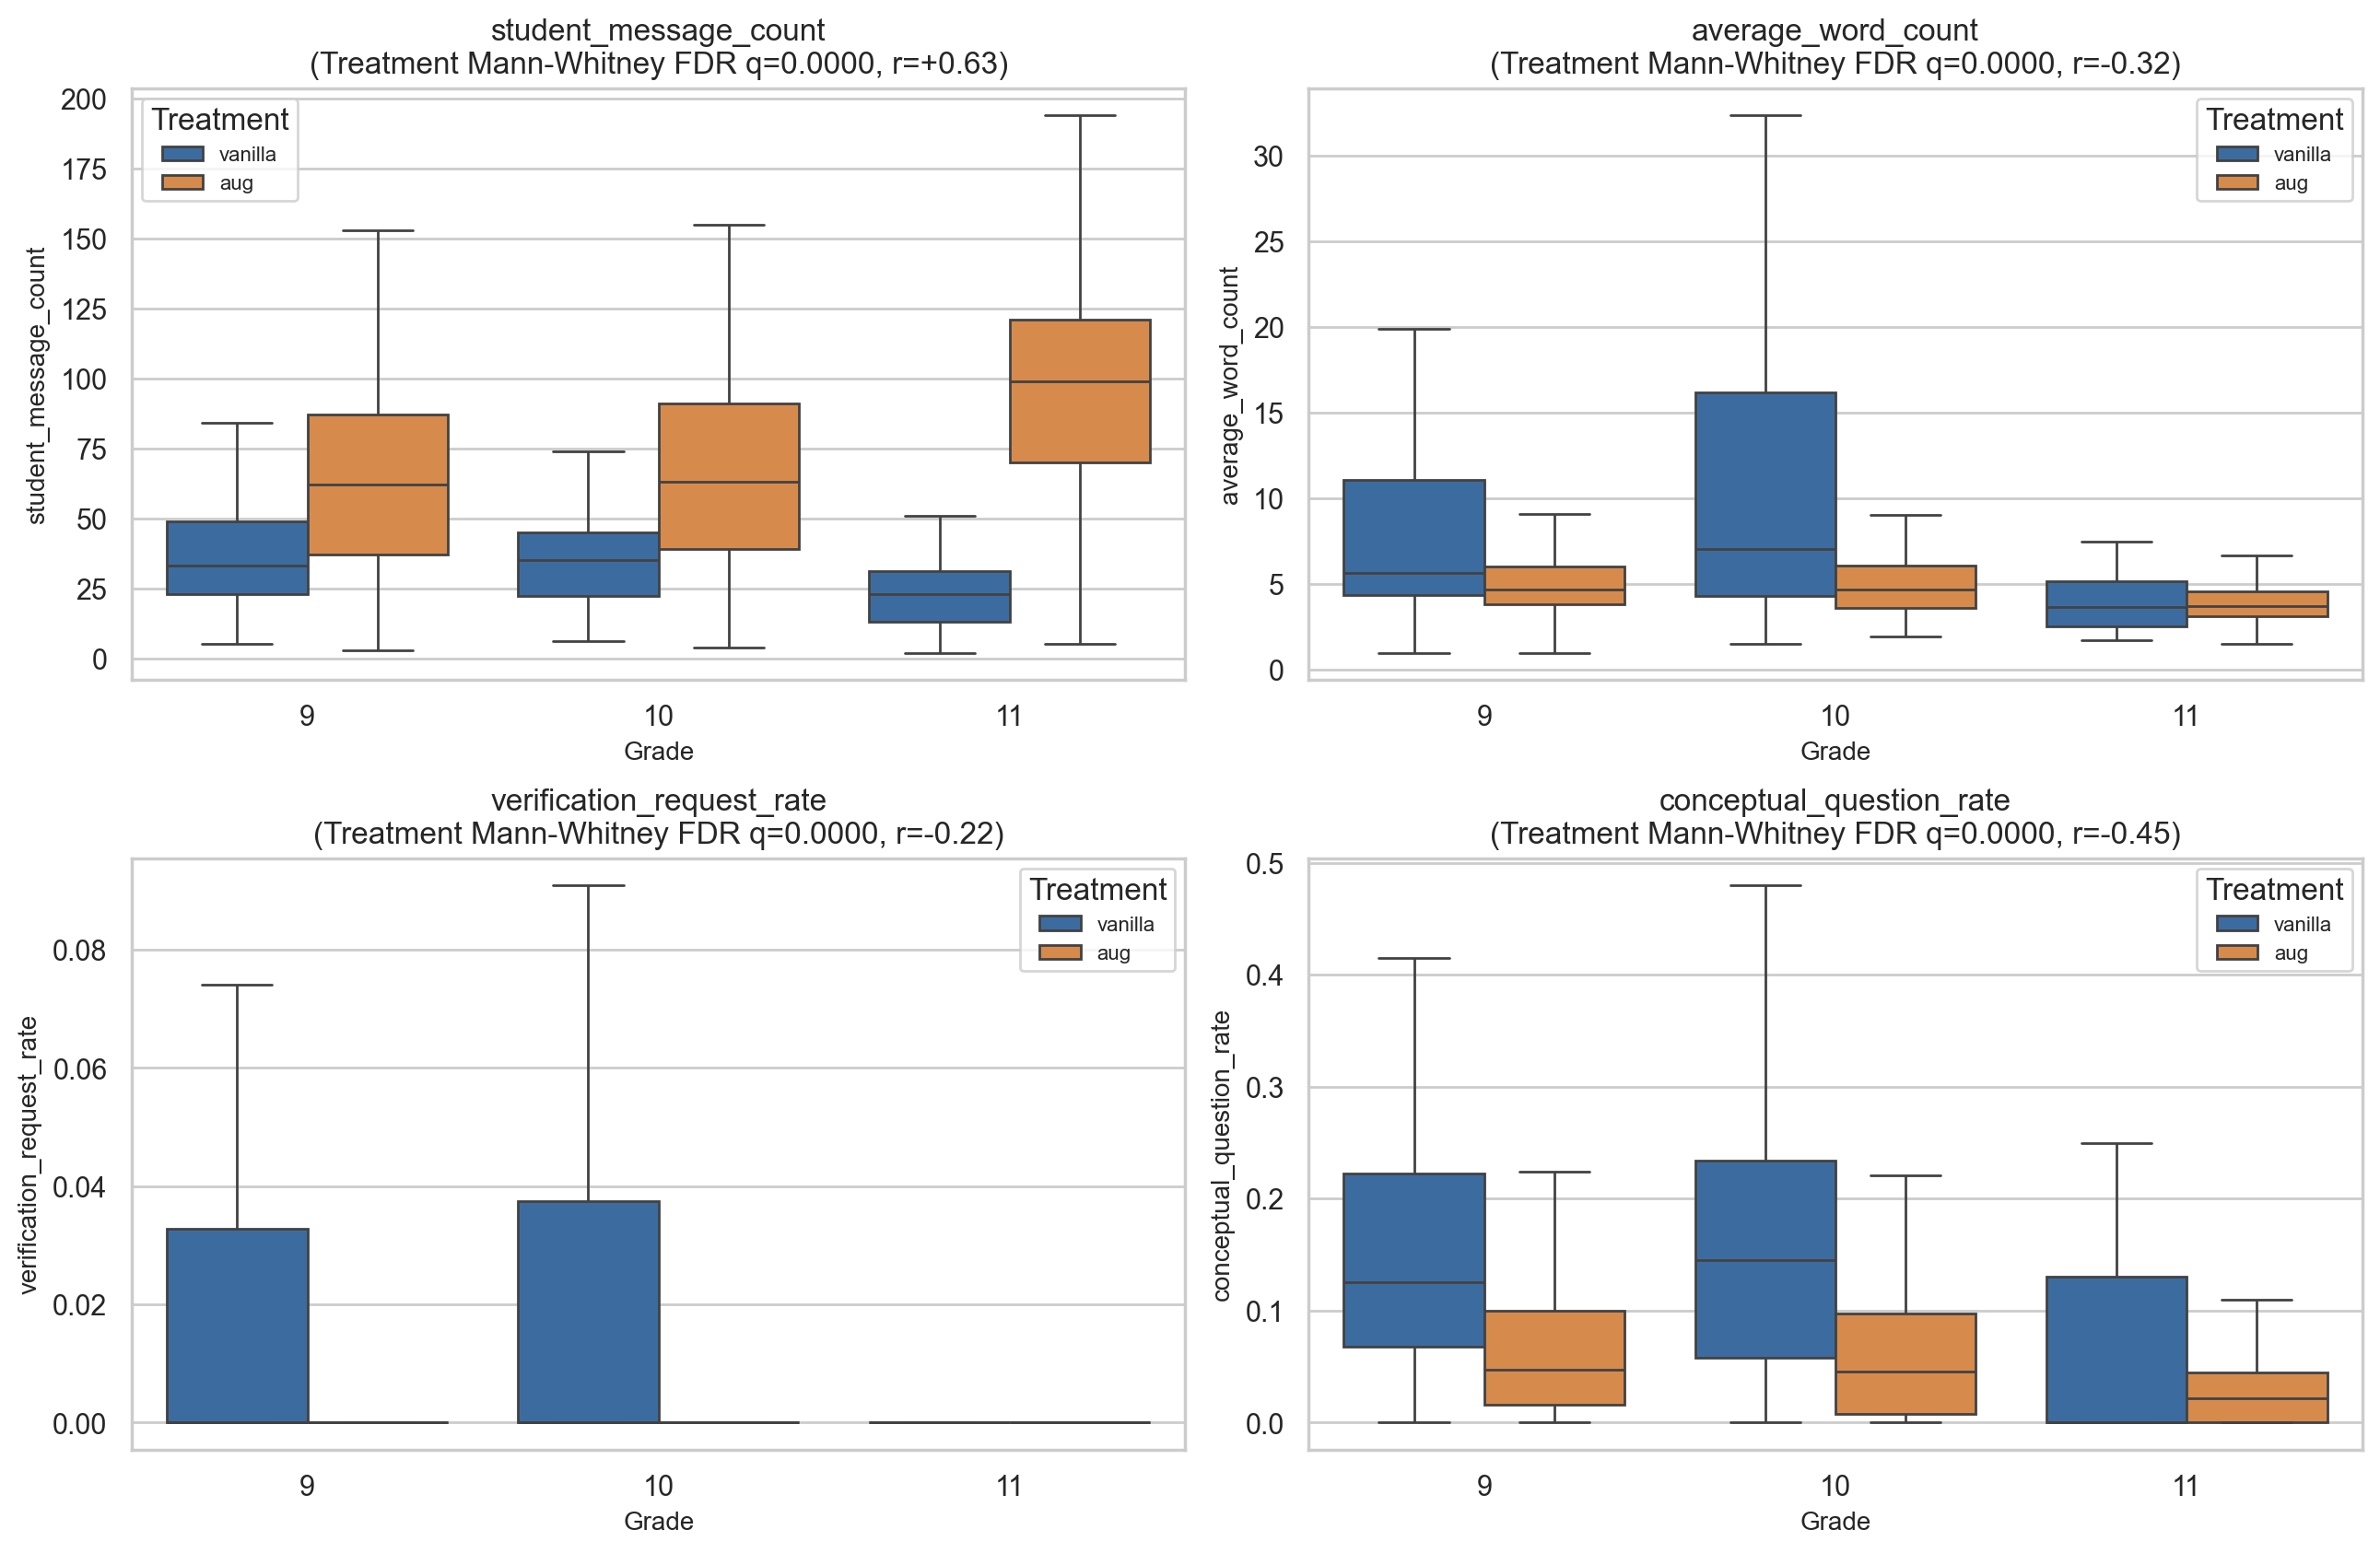 student_message_count
(Treatment Mann-Whitney FDR q=0.0000, r=+0.63)
200
175
150
125
100
75
50
25
0
student_message_count
Treatment
vanilla
aug
9
10
11
Grade
average_word_count
(Treatment Mann-Whitney FDR q=0.0000, r=-0.32)
30
25
20
15
10
5
0
average_word_count
Treatment
vanilla
aug
9
10
11
Grade
verification_request_rate
(Treatment Mann-Whitney FDR q=0.0000, r=-0.22)
0.08
0.06
0.04
0.02
0.00
verification_request_rate
Treatment
vanilla
aug
9
10
11
Grade
conceptual_question_rate
(Treatment Mann-Whitney FDR q=0.0000, r=-0.45)
0.5
0.4
0.3
0.2
0.1
0.0
conceptual_question_rate
Treatment
vanilla
aug
9
10
11
Grade